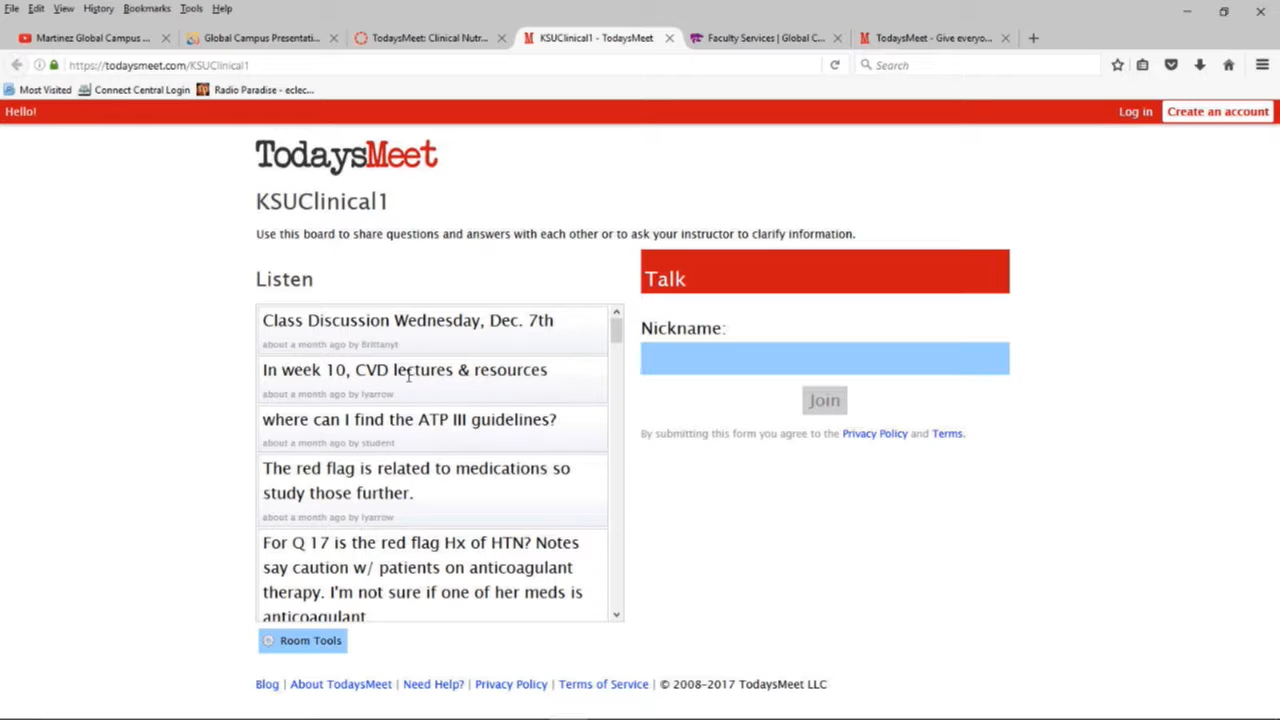 File Edit View History Bookmarks Tools Help
Martinez Global Campus ...
Global Campus Presentati...
TodaysMeet: Clinical Nutr...
KSUClinical1 - TodaysMeet
Faculty Services | Global C...
TodaysMeet - Give everyo...
https://todaysmeet.com/KSUClinical1
Search
Most Visited
Connect Central Login
Radio Paradise - eclec...
Hello!
Log in
Create an account
TodaysMeet
KSUClinical1
Use this board to share questions and answers with each other or to ask your instructor to clarify information.
Listen
Class Discussion Wednesday, Dec. 7th
about a month ago by Brittanyt
In week 10, CVD lectures & resources
about a month ago by lyarrow
where can I find the ATP III guidelines?
about a month ago by student
The red flag is related to medications so
study those further.
about a month ago by lyarrow
For Q 17 is the red flag Hx of HTN? Notes
say caution w/ patients on anticoagulant
therapy. I'm not sure if one of her meds is
anticoagulant
Room Tools
Talk
Nickname:
Join
By submitting this form you agree to the Privacy Policy and Terms.
Blog | About TodaysMeet | Need Help? | Privacy Policy | Terms of Service | © 2008-2017 TodaysMeet LLC